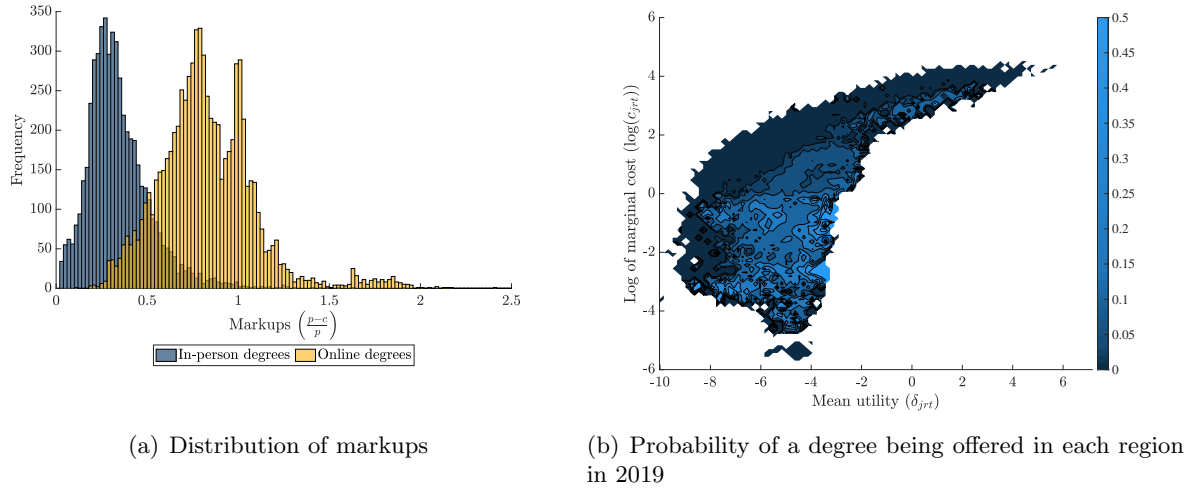 350
300
250
200
150
100
50
0
Frequency
0 0.5 1 1.5 2 2.5
Markups (p−c/p)
In-person degrees Online degrees
(a) Distribution of markups
6
4
2
0
-2
-4
-6
Log of marginal cost (log(c_jrt))
-10 -8 -6 -4 -2 0 2 4 6
Mean utility (δ_jrt)
0.5
0.45
0.4
0.35
0.3
0.25
0.2
0.15
0.1
0.05
0
(b) Probability of a degree being offered in each region
in 2019